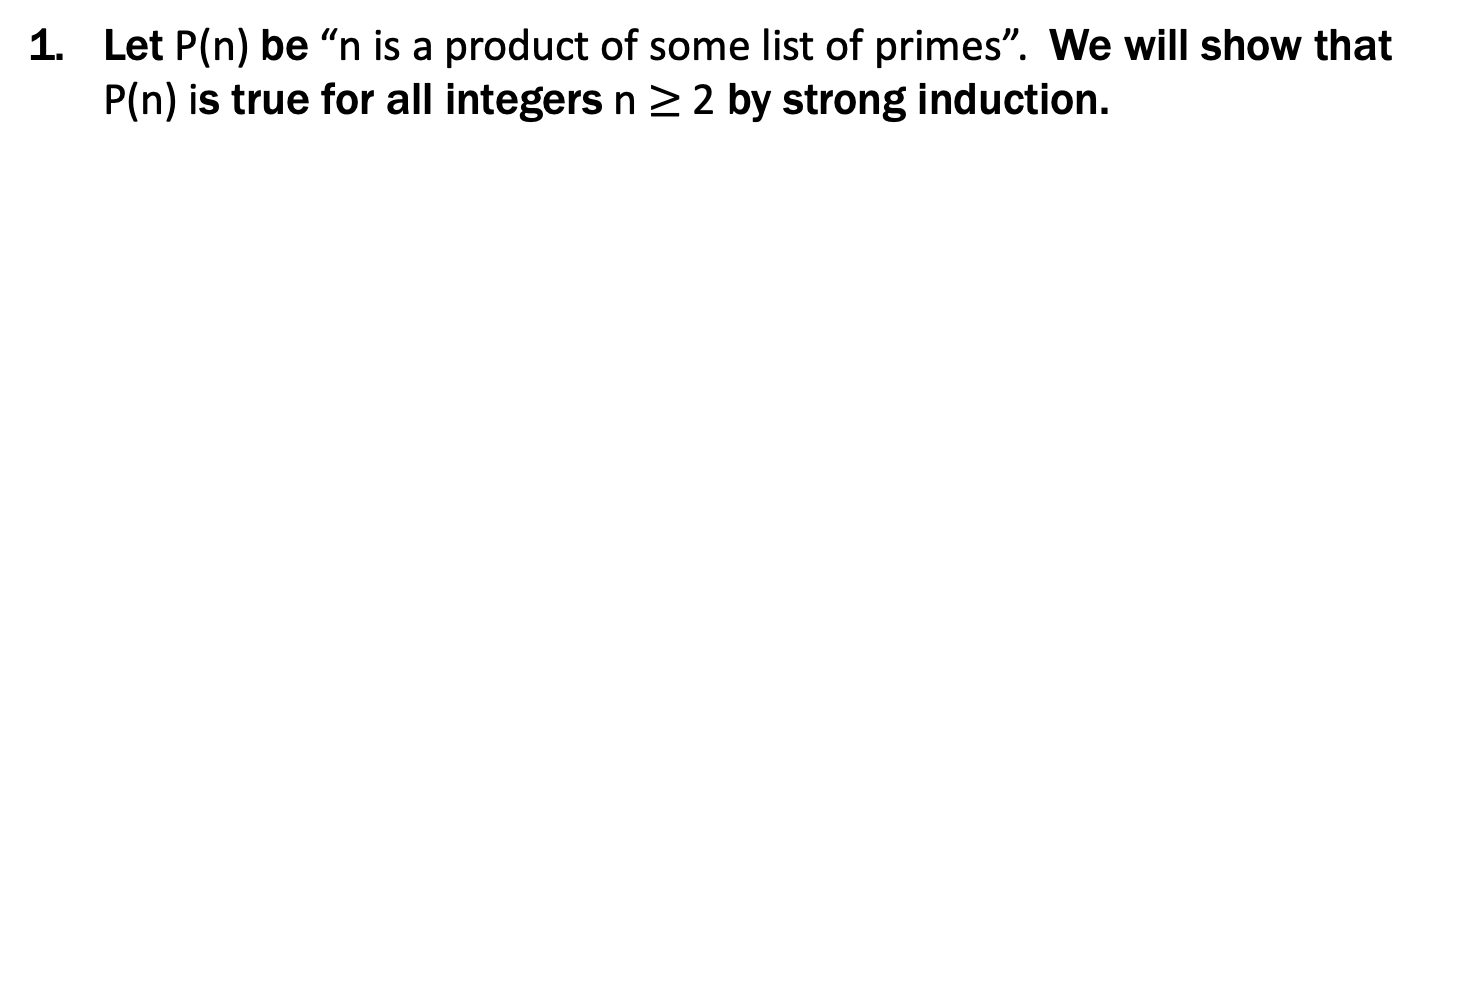 1. Let P(n) be “n is a product of some list of primes”. We will show that
P(n) is true for all integers n ≥ 2 by strong induction.